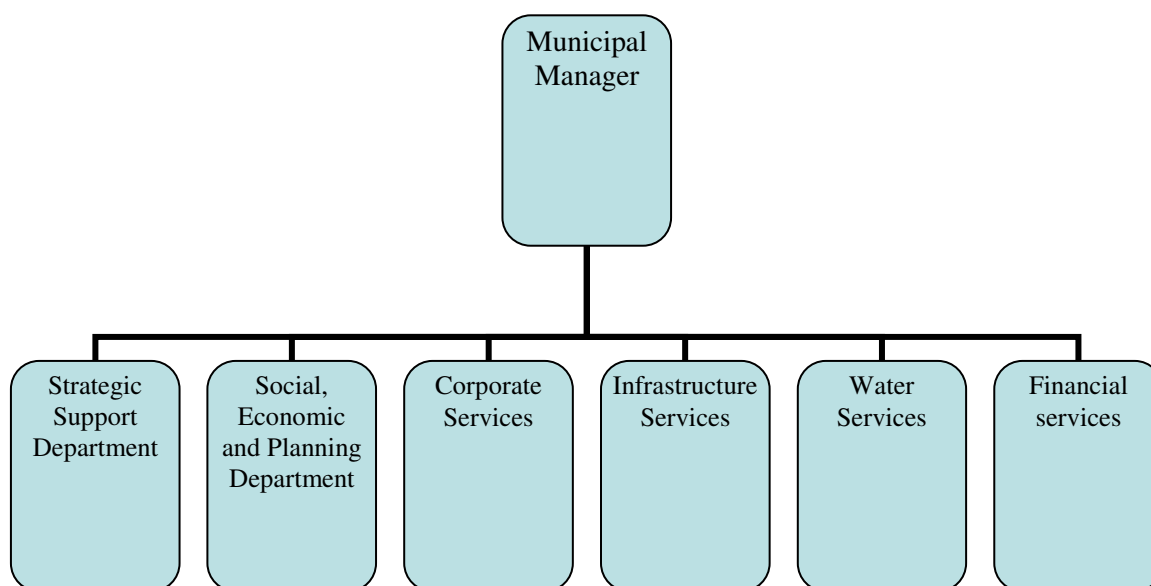 Municipal
Manager
Strategic
Support
Department
Social,
Economic
and Planning
Department
Corporate
Services
Infrastructure
Services
Water
Services
Financial
services